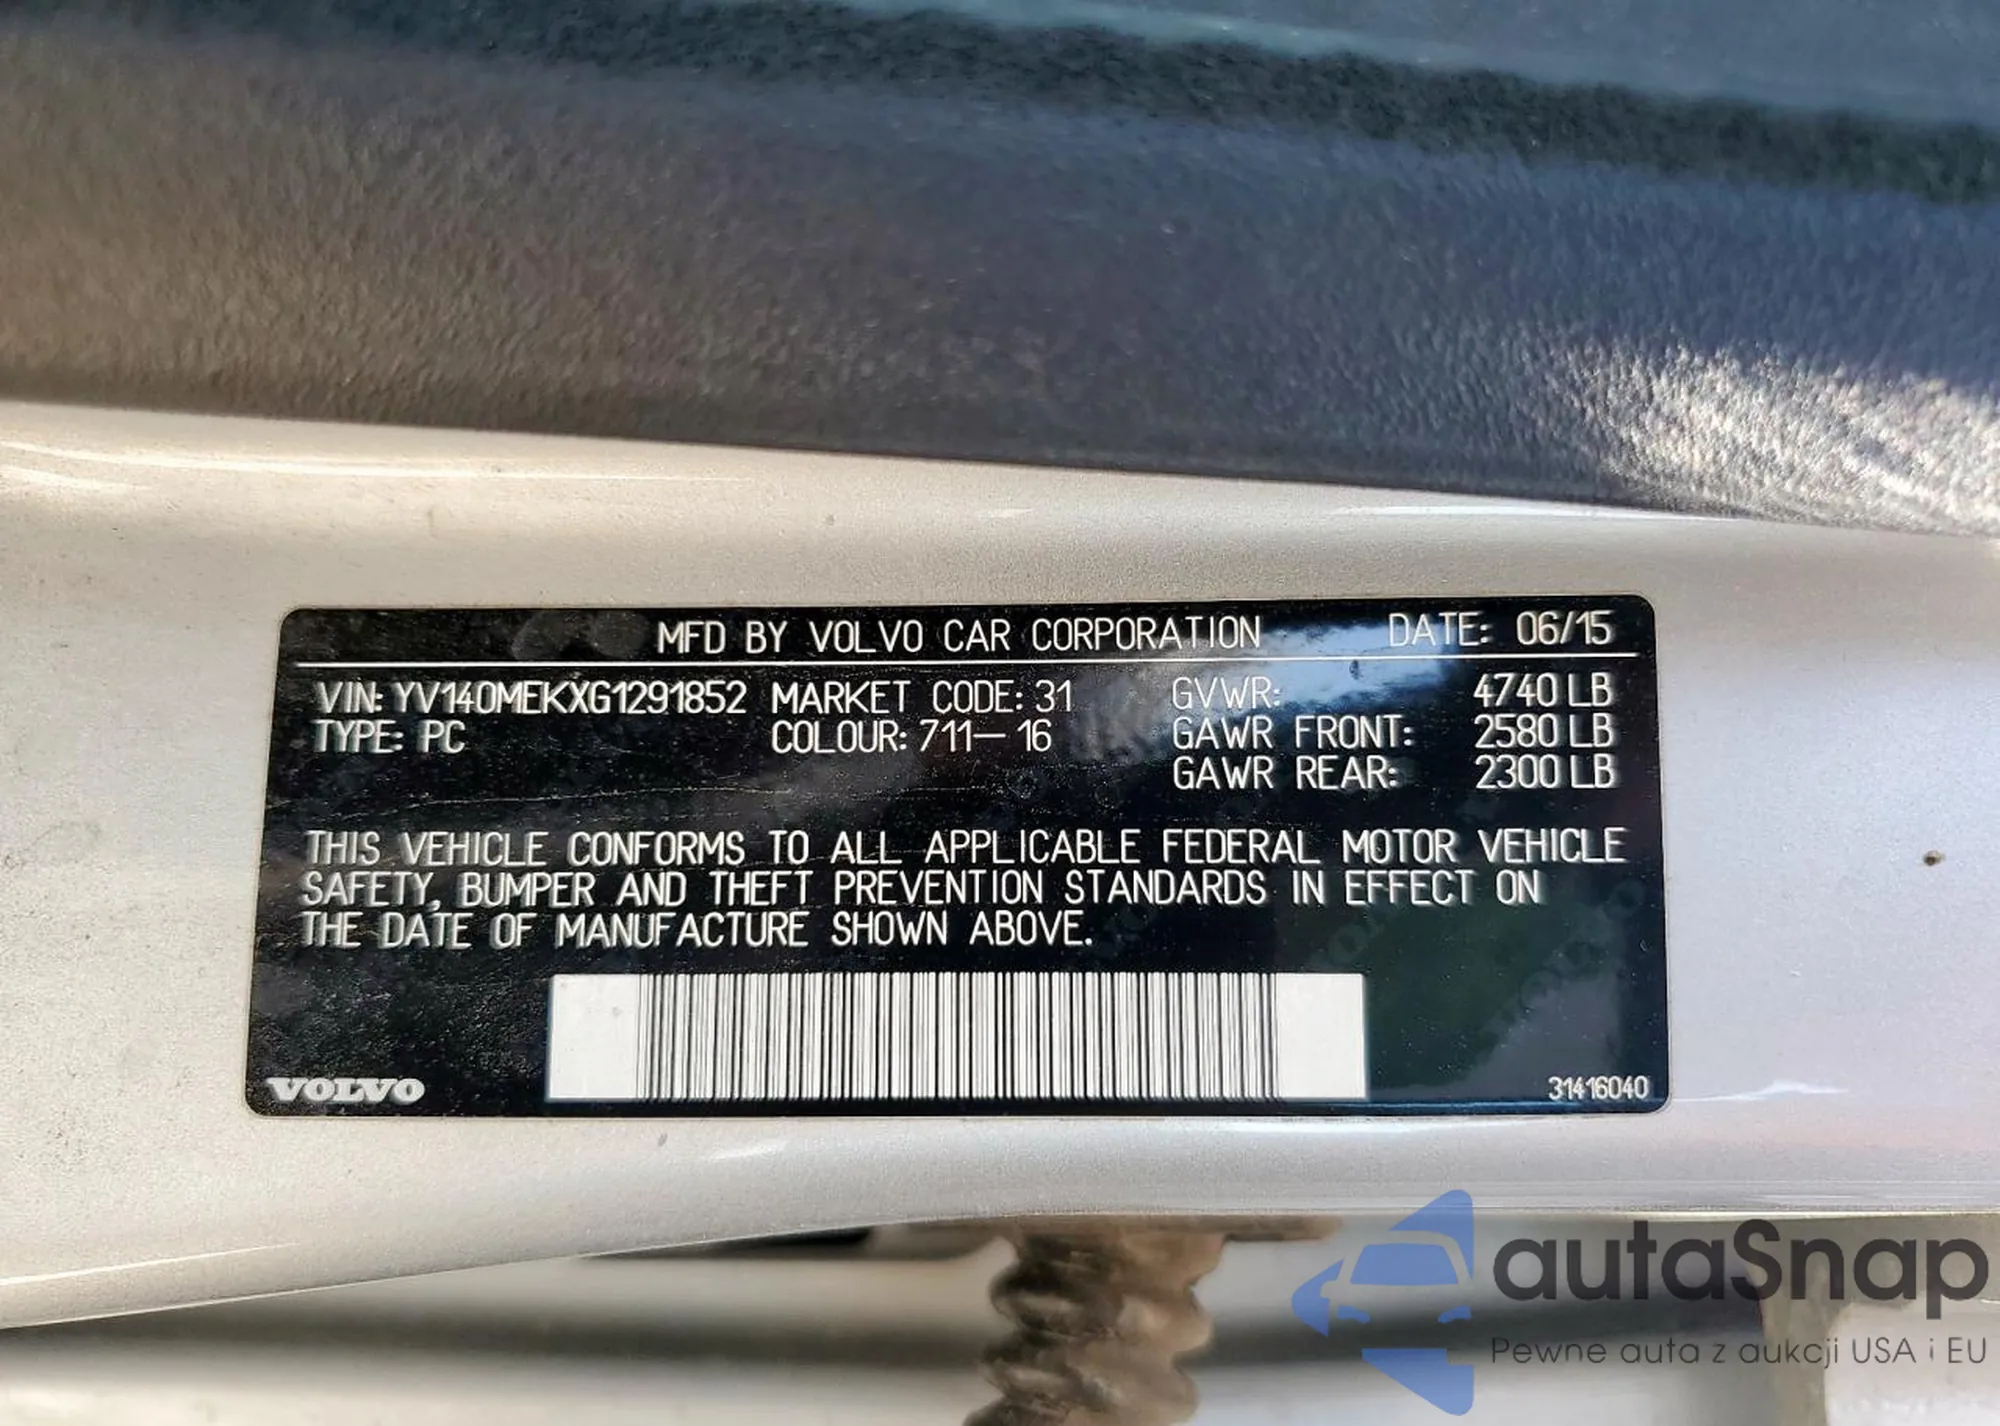 MFD BY VOLVO CAR CORPORATION DATE: 06/15
VIN: YV140MEKXG1291852 MARKET CODE: 31 GVWR: 4740 LB
TYPE: PC COLOUR: 711-16 GAWR FRONT: 2580 LB
GAWR REAR: 2300 LB
THIS VEHICLE CONFORMS TO ALL APPLICABLE FEDERAL MOTOR VEHICLE
SAFETY, BUMPER AND THEFT PREVENTION STANDARDS IN EFFECT ON
THE DATE OF MANUFACTURE SHOWN ABOVE.
VOLVO 31416040
autaSnap
Pewne auta z aukcji USA i EU